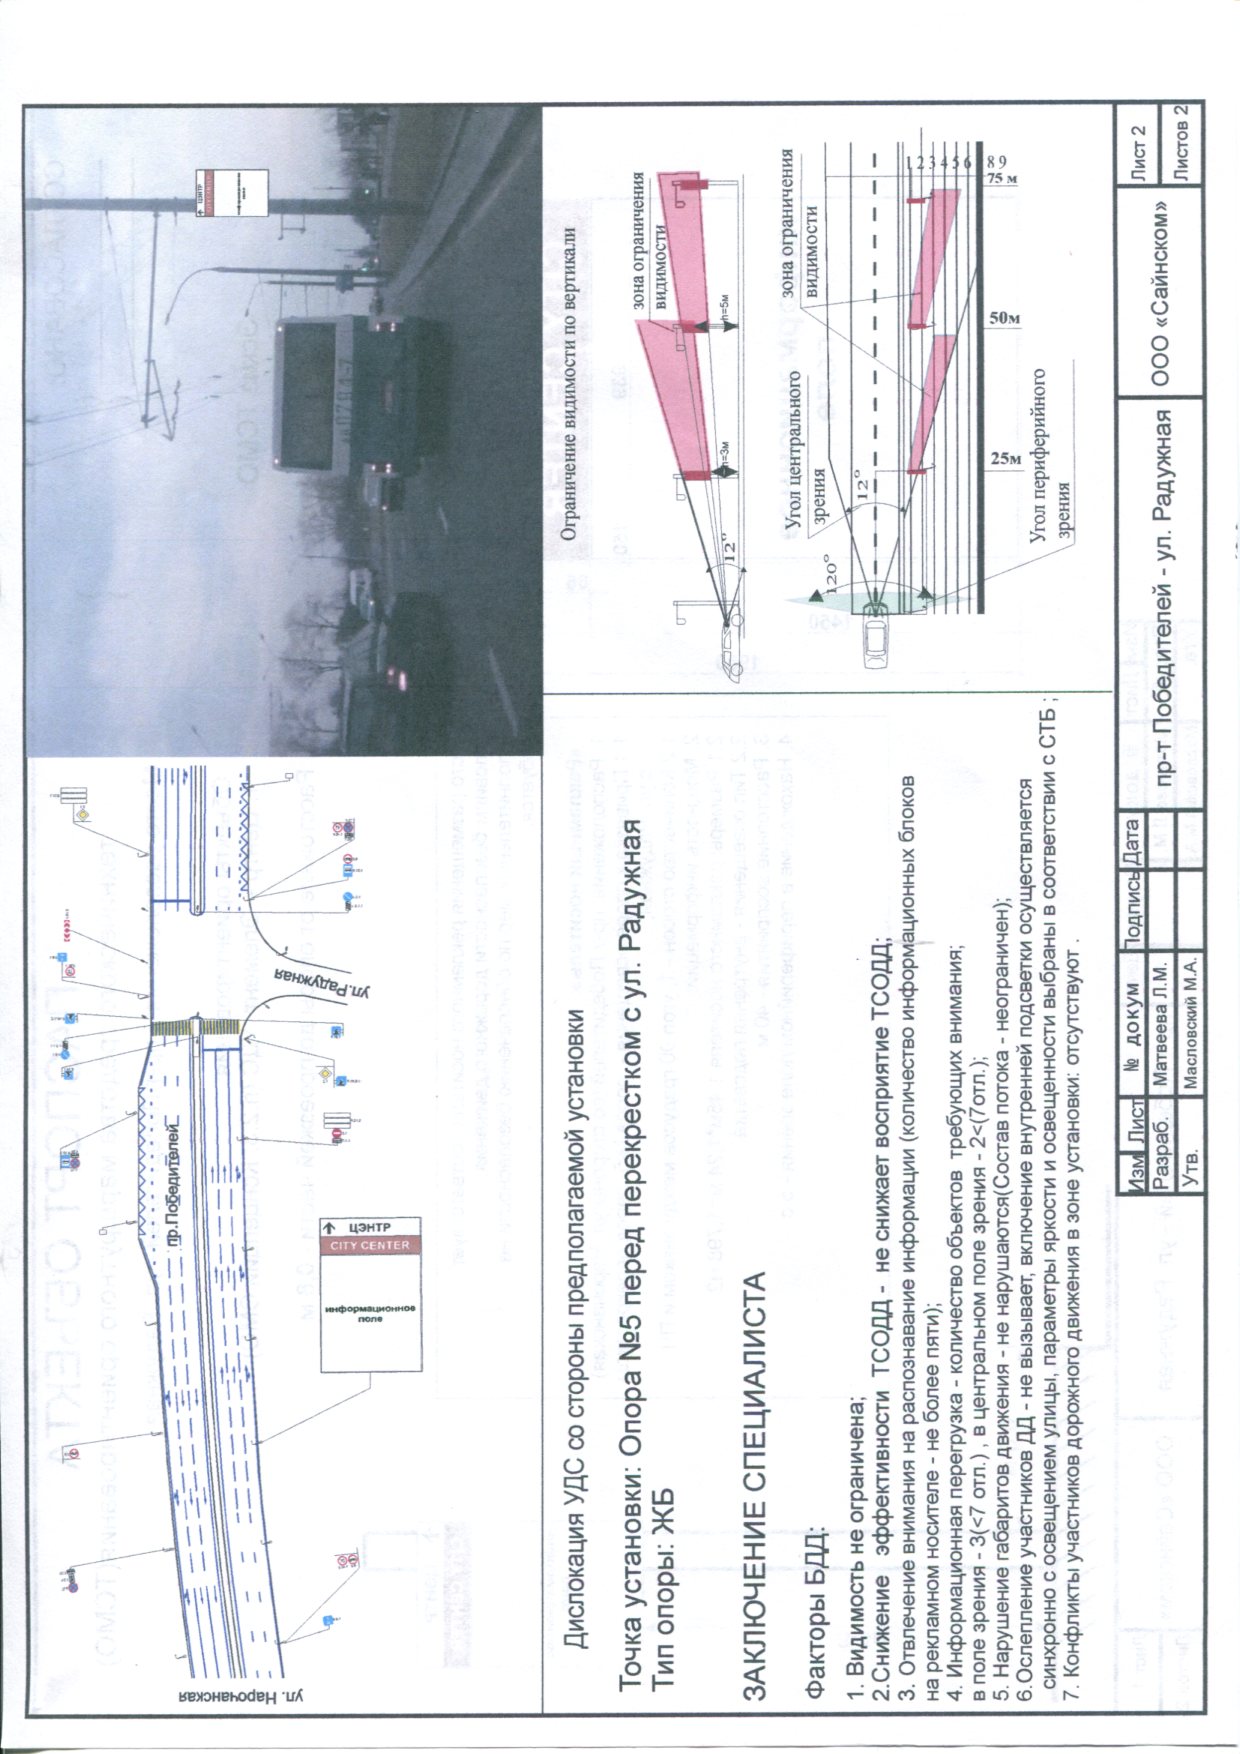 ул. Нарочанская
пр.Победителей
ул.Радужная
ЦЭНТР
CITY CENTER
информационное
поле
ЦЭНТР
Дислокация УДС со стороны предполагаемой установки
Точка установки: Опора №5 перед перекрестком с ул. Радужная
Тип опоры: ЖБ
ЗАКЛЮЧЕНИЕ СПЕЦИАЛИСТА
Факторы БДД:
1. Видимость не ограничена;
2.Снижение эффективности ТСОДД - не снижает восприятие ТСОДД;
3. Отвлечение внимания на распознавание информации (количество информационных блоков
на рекламном носителе - не более пяти);
4. Информационная перегрузка - количество объектов требующих внимания:
в поле зрения - 3(<7 отл.) , в центральном поле зрения - 2<(7отл.);
5. Нарушение габаритов движения - не нарушаются(Состав потока - неограничен);
6.Ослепление участников ДД - не вызывает, включение внутренней подсветки осуществляется
синхронно с освещением улицы, параметры яркости и освещенности выбраны в соответствии с СТБ ;
7. Конфликты участников дорожного движения в зоне установки: отсутствуют .
Ограничение видимости по вертикали
зона ограничения
видимости
12°
h=3м
h=5м
Угол центрального
зрения
зона ограничения
видимости
120°
12°
1 2 3 4 5 6 8 9
25м
50м
75 м
Угол периферийного
зрения
Изм Лист № докум Подпись Дата
Разраб. Матвеева Л.М.
Утв. Масловский М.А.
пр-т Победителей - ул. Радужная
ООО «Сайнском»
Лист 2
Листов 2